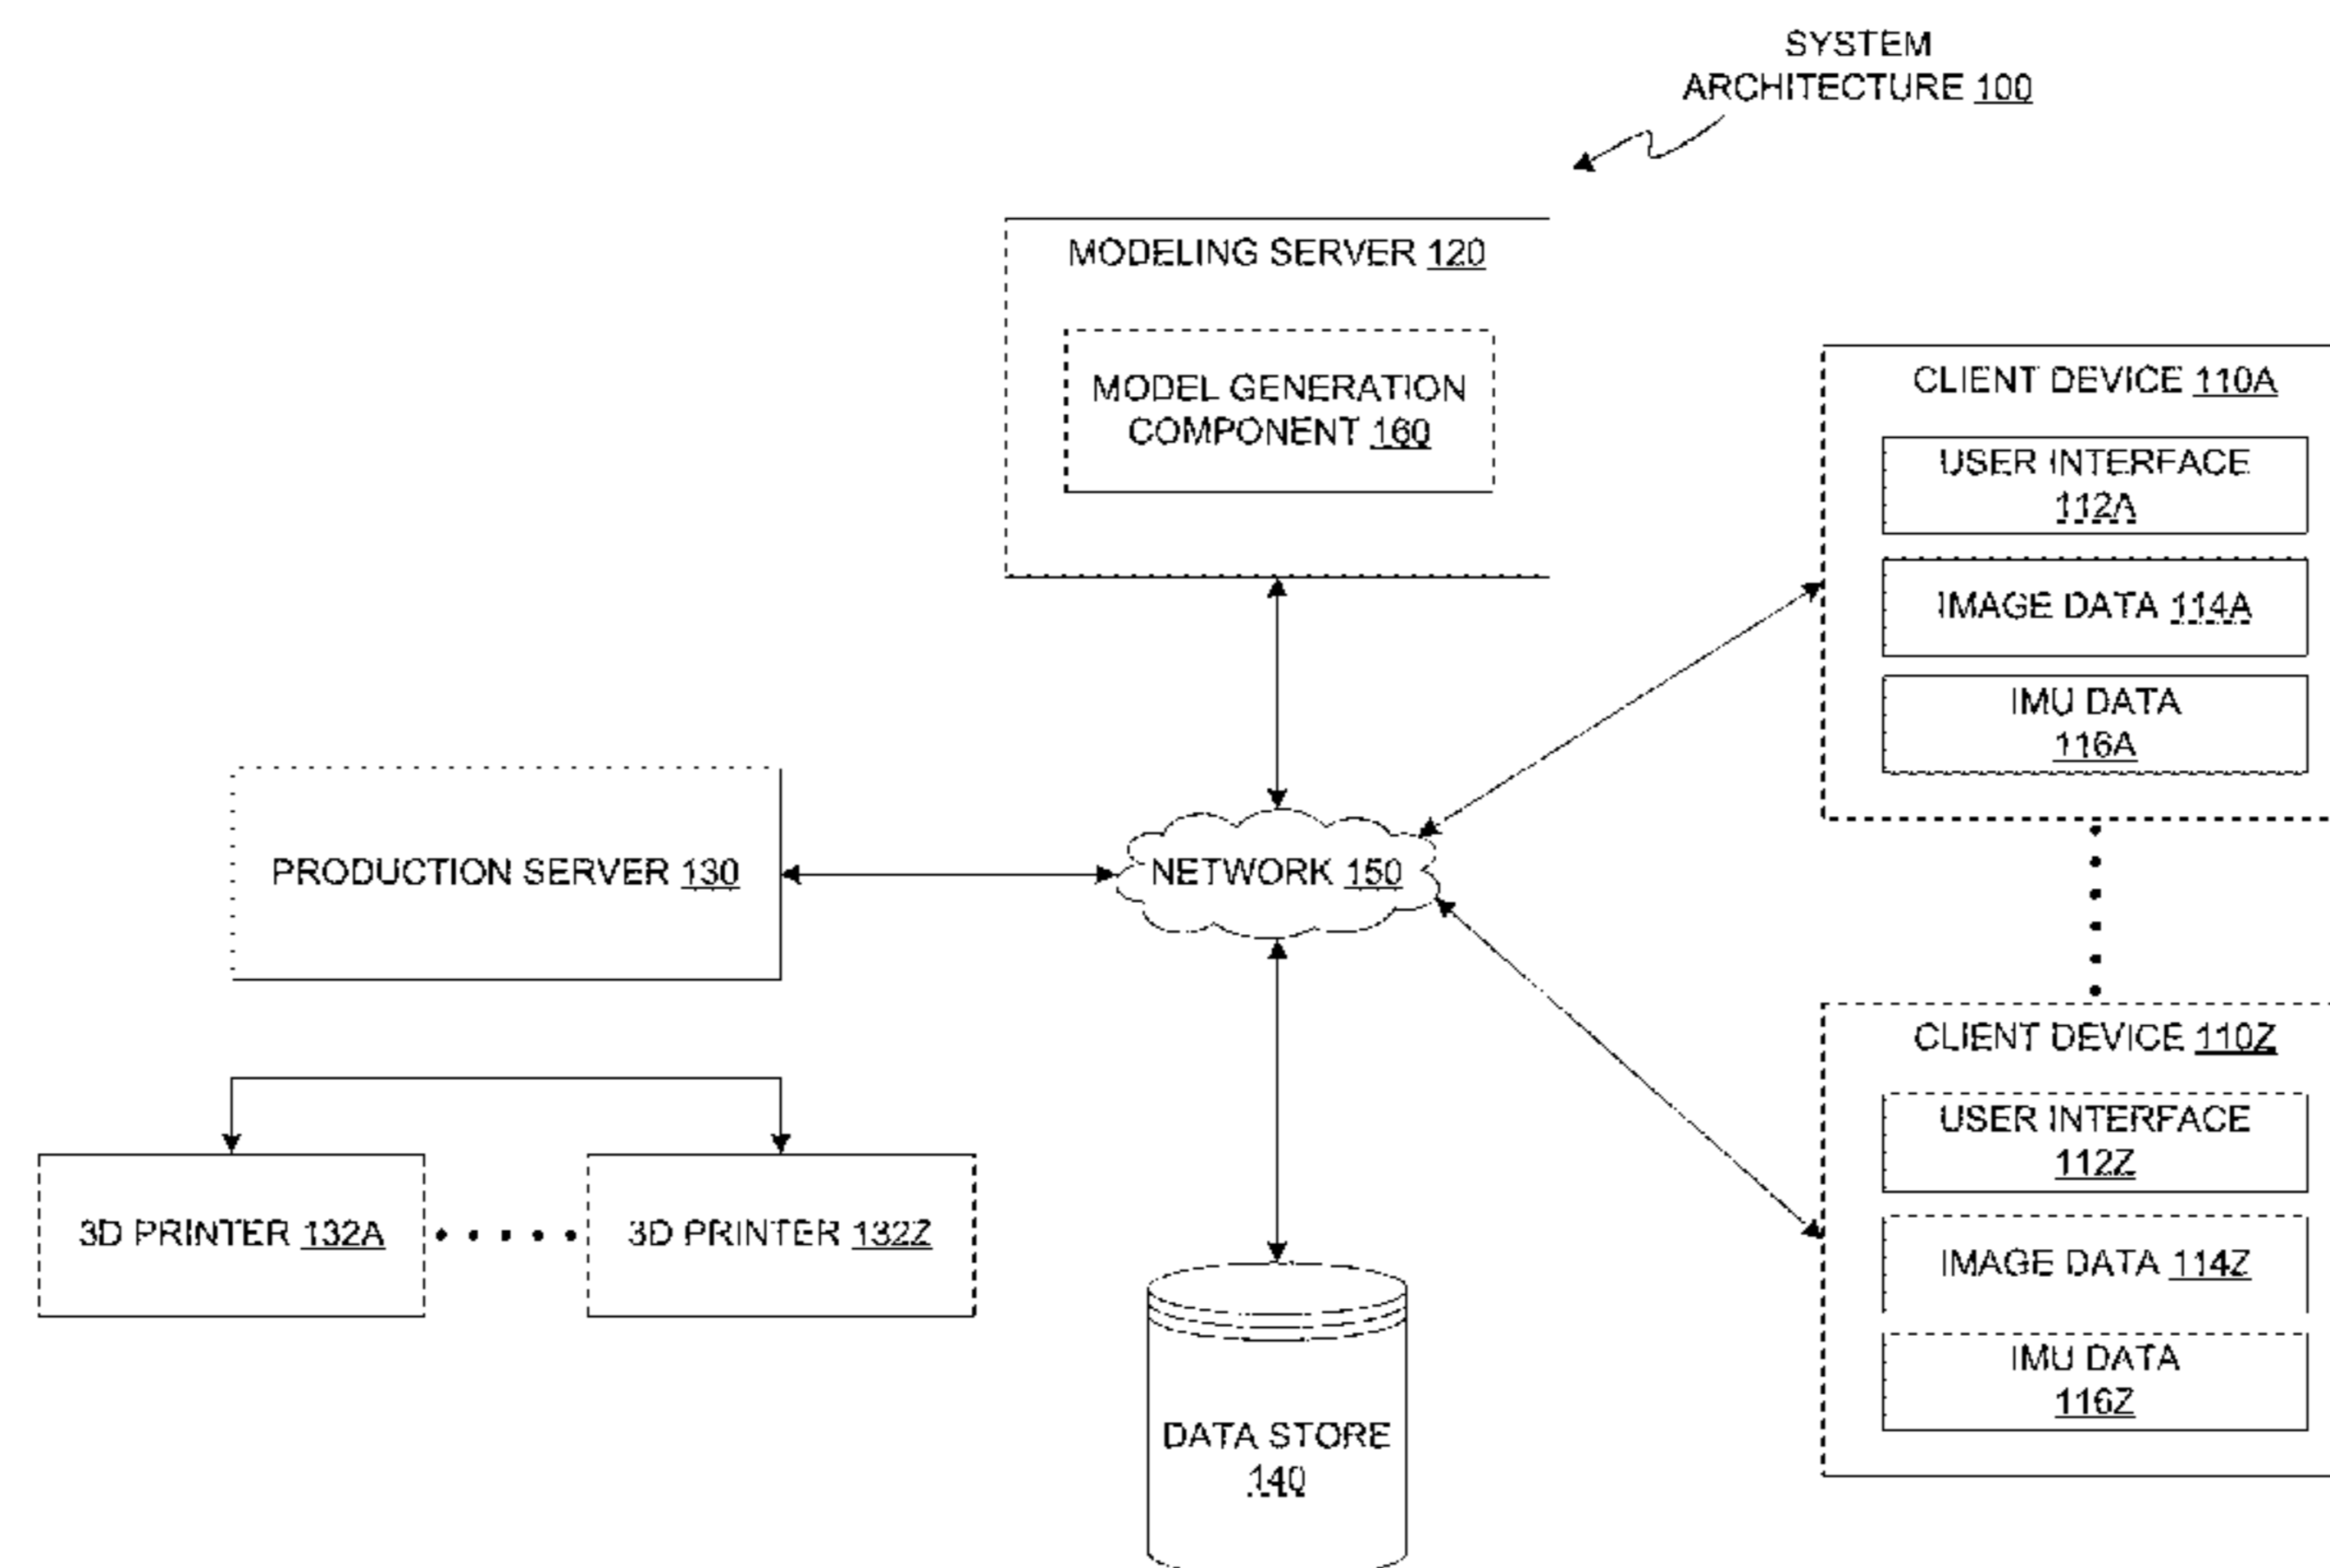 SYSTEM
ARCHITECTURE 100
MODELING SERVER 120
MODEL GENERATION
COMPONENT 160
CLIENT DEVICE 110A
USER INTERFACE
112A
IMAGE DATA 114A
IMU DATA
116A
PRODUCTION SERVER 130
NETWORK 150
CLIENT DEVICE 110Z
USER INTERFACE
112Z
IMAGE DATA 114Z
IMU DATA
116Z
3D PRINTER 132A
3D PRINTER 132Z
DATA STORE
140